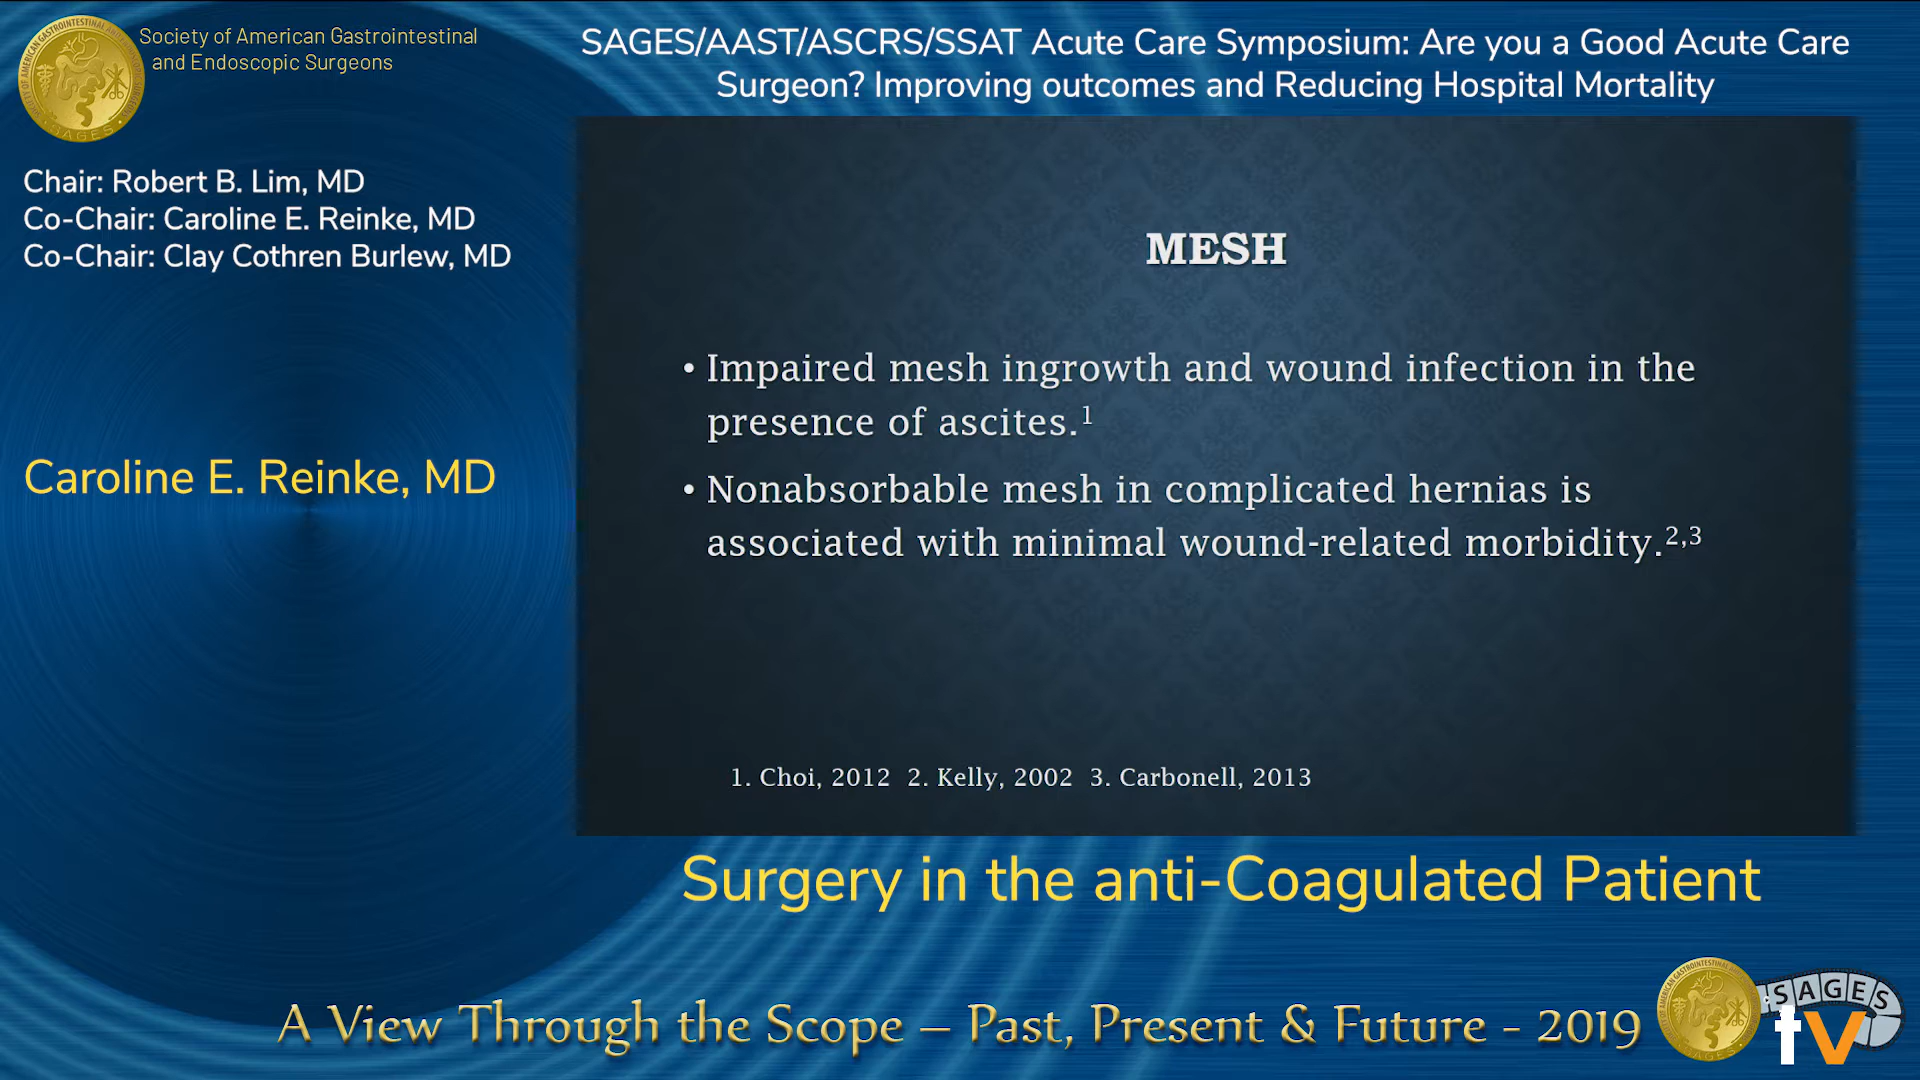 Society of American Gastrointestinal
and Endoscopic Surgeons
SAGES/AAST/ASCRS/SSAT Acute Care Symposium: Are you a Good Acute Care
Surgeon? Improving outcomes and Reducing Hospital Mortality
Chair: Robert B. Lim, MD
Co-Chair: Caroline E. Reinke, MD
Co-Chair: Clay Cothren Burlew, MD
Caroline E. Reinke, MD
MESH
• Impaired mesh ingrowth and wound infection in the
presence of ascites.¹
• Nonabsorbable mesh in complicated hernias is
associated with minimal wound-related morbidity.²,³
1. Choi, 2012 2. Kelly, 2002 3. Carbonell, 2013
Surgery in the anti-Coagulated Patient
A View Through the Scope – Past, Present & Future - 2019
SAGES
tv